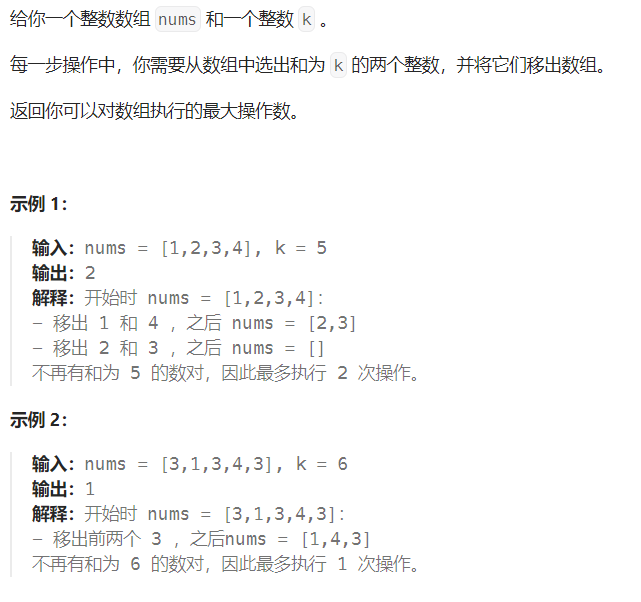 给你一个整数数组 nums 和一个整数 k 。
每一步操作中，你需要从数组中选出和为 k 的两个整数，并将它们移出数组。
返回你可以对数组执行的最大操作数。
示例 1：
输入：nums = [1,2,3,4], k = 5
输出：2
解释：开始时 nums = [1,2,3,4]：
- 移出 1 和 4 ，之后 nums = [2,3]
- 移出 2 和 3 ，之后 nums = []
不再有和为 5 的数对，因此最多执行 2 次操作。
示例 2：
输入：nums = [3,1,3,4,3], k = 6
输出：1
解释：开始时 nums = [3,1,3,4,3]：
- 移出前两个 3 ，之后nums = [1,4,3]
不再有和为 6 的数对，因此最多执行 1 次操作。